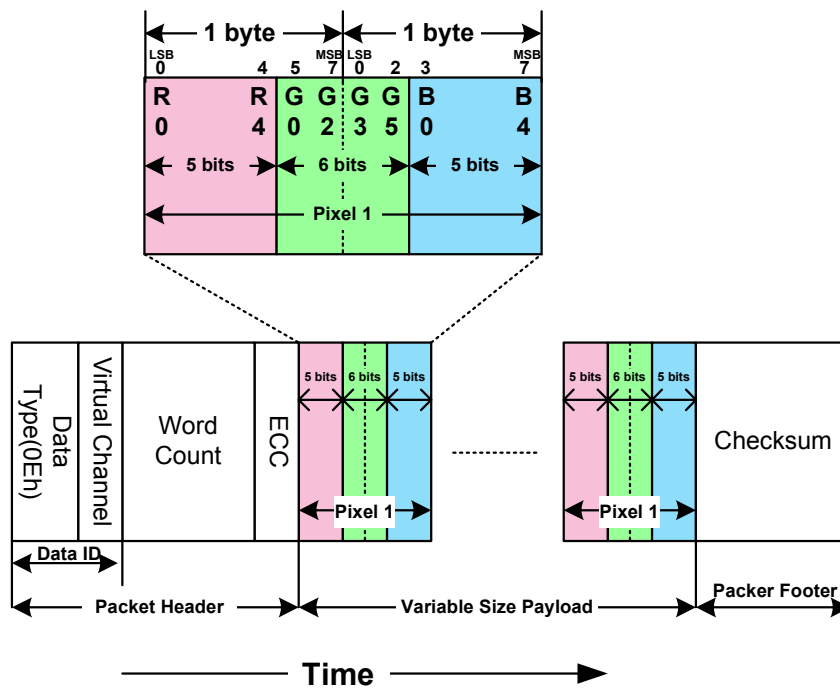 1 byte 1 byte
LSB MSB LSB MSB
0 4 5 7 0 2 3 7
R R G G G G B B
0 4 0 2 3 5 0 4
5 bits 6 bits 5 bits
Pixel 1
Data Type(0Eh)
Virtual Channel
Word Count
ECC
5 bits 6 bits 5 bits
Pixel 1
5 bits 6 bits 5 bits
Pixel 1
Checksum
Data ID
Packet Header Variable Size Payload Packer Footer
Time